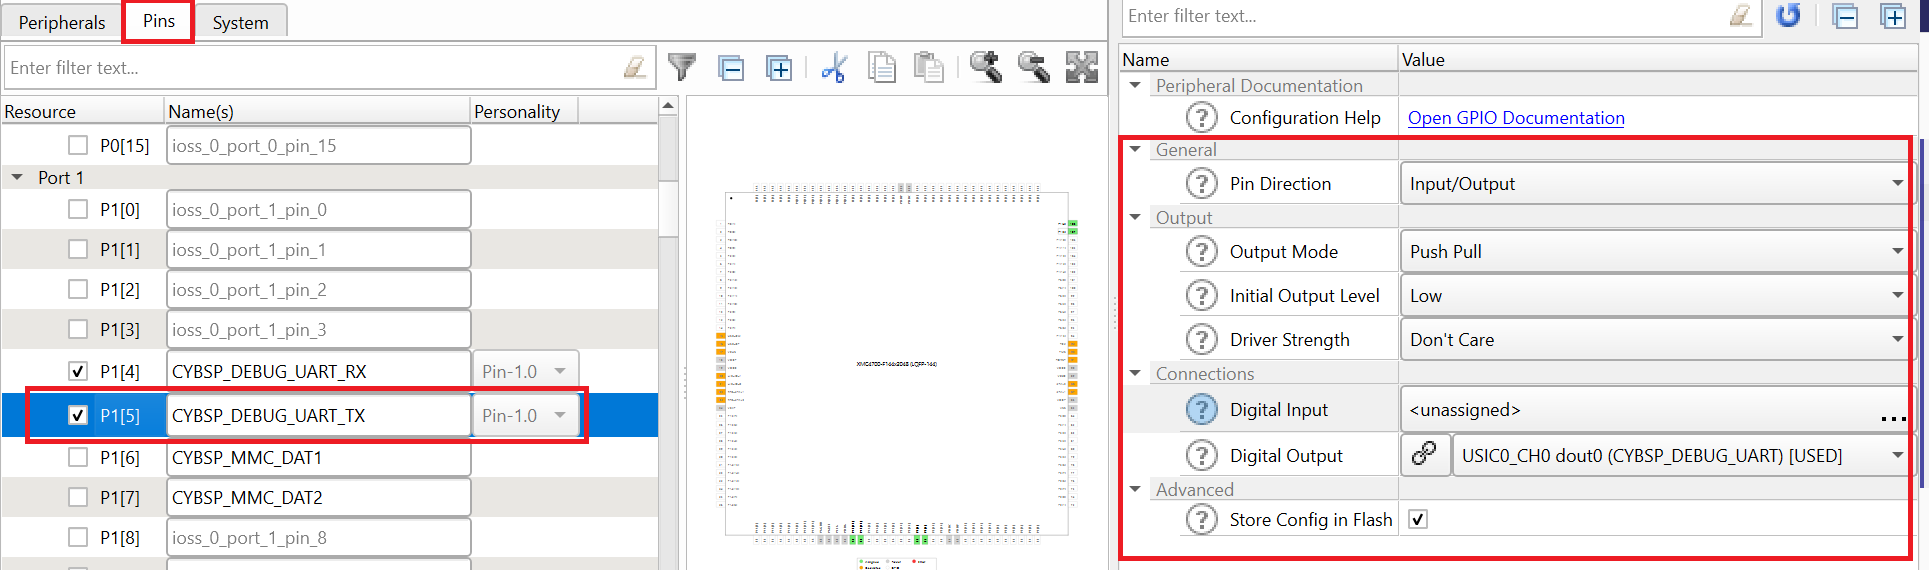 Peripherals
Pins
System
Enter filter text...
Resource
Name(s)
Personality
P0[15]
ioss_0_port_0_pin_15
Port 1
P1[0]
ioss_0_port_1_pin_0
P1[1]
ioss_0_port_1_pin_1
P1[2]
ioss_0_port_1_pin_2
P1[3]
ioss_0_port_1_pin_3
P1[4]
CYBSP_DEBUG_UART_RX
Pin-1.0
P1[5]
CYBSP_DEBUG_UART_TX
Pin-1.0
P1[6]
CYBSP_MMC_DAT1
P1[7]
CYBSP_MMC_DAT2
P1[8]
ioss_0_port_1_pin_8
Enter filter text...
Name
Value
Peripheral Documentation
Configuration Help
Open GPIO Documentation
General
Pin Direction
Input/Output
Output
Output Mode
Push Pull
Initial Output Level
Low
Driver Strength
Don't Care
Connections
Digital Input
<unassigned>
...
Digital Output
USIC0_CH0 dout0 (CYBSP_DEBUG_UART) [USED]
Advanced
Store Config in Flash